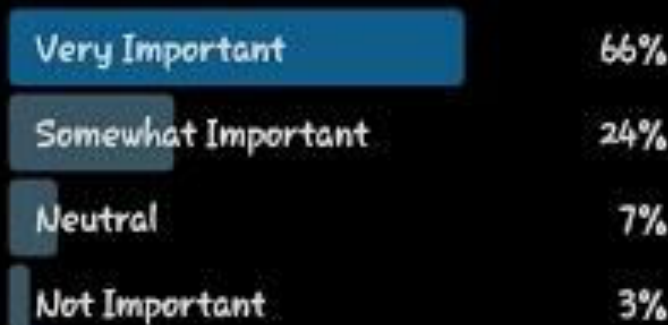 Very Important 66%
Somewhat Important 24%
Neutral 7%
Not Important 3%